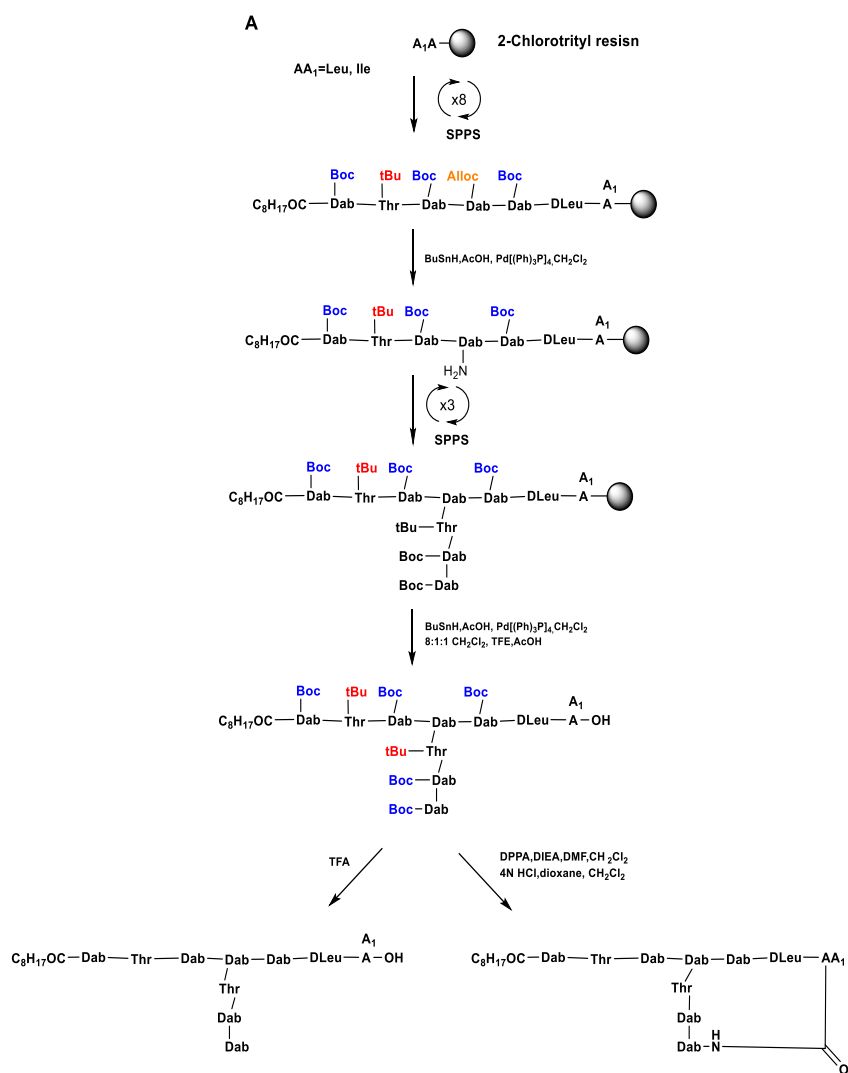 A
A₁A
2-Chlorotrityl resisn
AA₁=Leu, Ile
x8
SPPS
Boc tBu Boc Alloc Boc
A₁
C₈H₁₇OC Dab Thr Dab Dab Dab DLeu A
BuSnH,AcOH, Pd[(Ph)₃P]₄,CH₂Cl₂
Boc tBu Boc Boc
A₁
C₈H₁₇OC Dab Thr Dab Dab Dab DLeu A
H₂N
x3
SPPS
Boc tBu Boc Boc
A₁
C₈H₁₇OC Dab Thr Dab Dab Dab DLeu A
tBu Thr
Boc Dab
Boc Dab
BuSnH,AcOH, Pd[(Ph)₃P]₄,CH₂Cl₂
8:1:1 CH₂Cl₂, TFE,AcOH
Boc tBu Boc Boc
A₁
C₈H₁₇OC Dab Thr Dab Dab Dab DLeu A OH
tBu Thr
Boc Dab
Boc Dab
TFA
DPPA,DIEA,DMF,CH₂Cl₂
4N HCl,dioxane, CH₂Cl₂
A₁
C₈H₁₇OC Dab Thr Dab Dab Dab DLeu A OH
Thr
Dab
Dab
C₈H₁₇OC Dab Thr Dab Dab Dab DLeu AA₁
Thr
Dab
H
Dab N
O